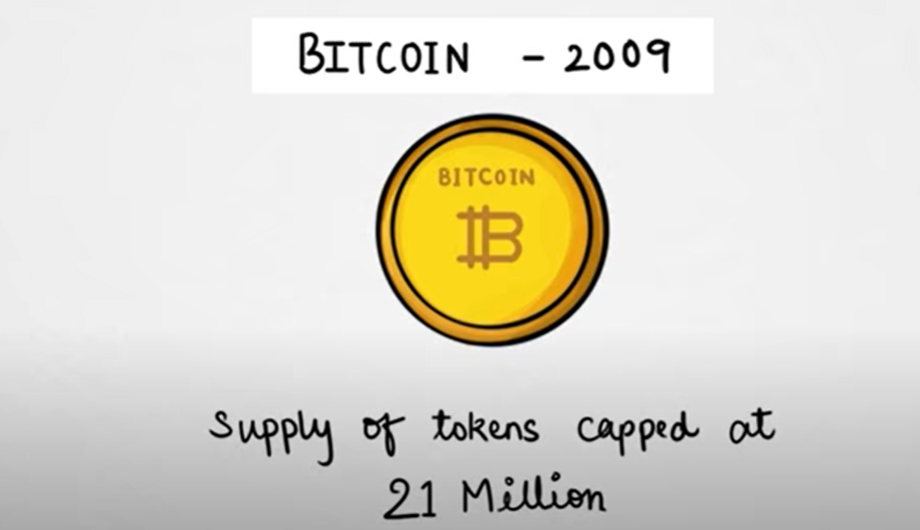 BITCOIN - 2009
BITCOIN
B
Supply of tokens capped at
21 Million